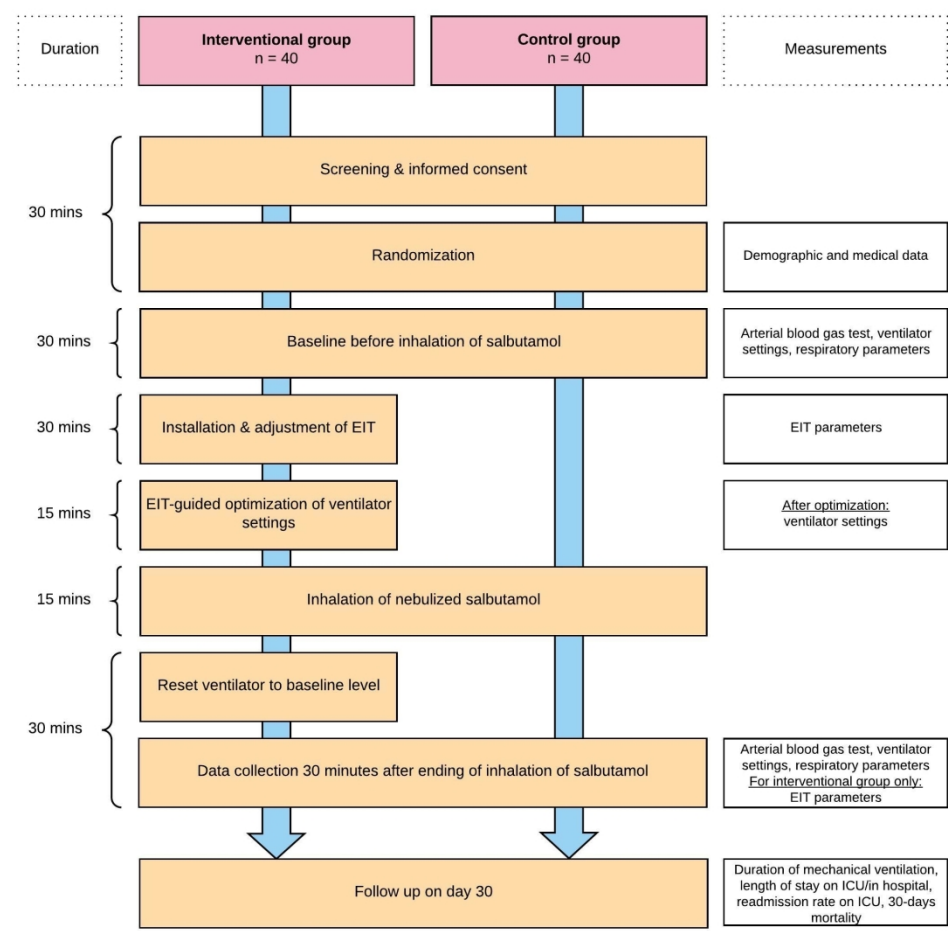 Duration
Interventional group
n = 40
Control group
n = 40
Measurements
30 mins
Screening & informed consent
Randomization
Demographic and medical data
30 mins
Baseline before inhalation of salbutamol
Arterial blood gas test, ventilator
settings, respiratory parameters
30 mins
Installation & adjustment of EIT
EIT parameters
15 mins
EIT-guided optimization of ventilator
settings
After optimization:
ventilator settings
15 mins
Inhalation of nebulized salbutamol
30 mins
Reset ventilator to baseline level
Data collection 30 minutes after ending of inhalation of salbutamol
Arterial blood gas test, ventilator
settings, respiratory parameters
For interventional group only:
EIT parameters
Follow up on day 30
Duration of mechanical ventilation,
length of stay on ICU/in hospital,
readmission rate on ICU, 30-days
mortality